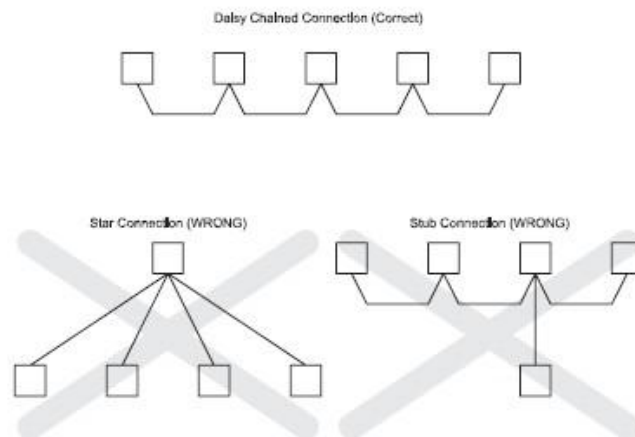 Daisy Chained Connection (Correct)
Star Connection (WRONG)
Stub Connection (WRONG)